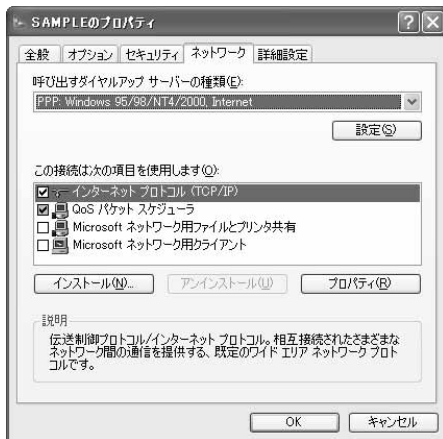 SAMPLEのプロパティ
全般 オプション セキュリティ ネットワーク 詳細設定
呼び出すダイヤルアップ サーバーの種類(E):
PPP: Windows 95/98/NT4/2000, Internet
設定(S)
この接続は次の項目を使用します(O):
インターネット プロトコル (TCP/IP)
QoS パケット スケジューラ
Microsoft ネットワーク用ファイルとプリンタ共有
Microsoft ネットワーク用クライアント
インストール(N)... アンインストール(U) プロパティ(R)
説明
伝送制御プロトコル/インターネット プロトコル。相互接続されたさまざまな
ネットワーク間の通信を提供する、既定のワイド エリア ネットワーク プロト
コルです。
OK キャンセル